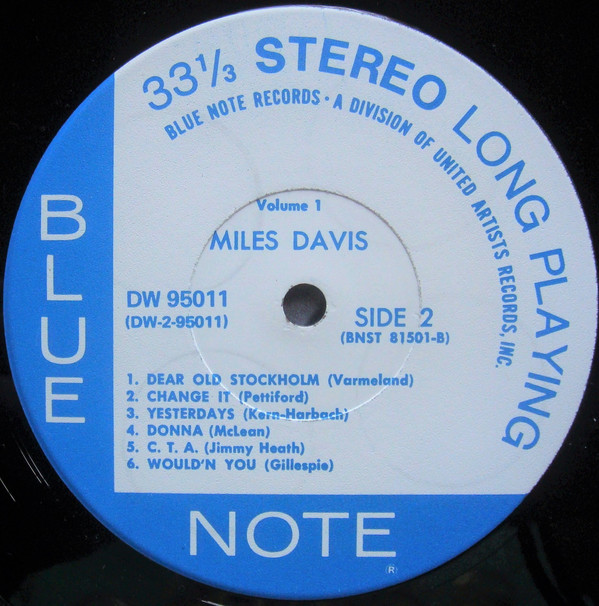 33⅓ STEREO LONG PLAYING
BLUE NOTE RECORDS · A DIVISION OF UNITED ARTISTS RECORDS, INC.
BLUE
Volume 1
MILES DAVIS
DW 95011
(DW-2-95011)
SIDE 2
(BNST 81501-B)
1. DEAR OLD STOCKHOLM (Varmeland)
2. CHANGE IT (Pettiford)
3. YESTERDAYS (Kern-Harbach)
4. DONNA (McLean)
5. C. T. A. (Jimmy Heath)
6. WOULD'N YOU (Gillespie)
NOTE
®